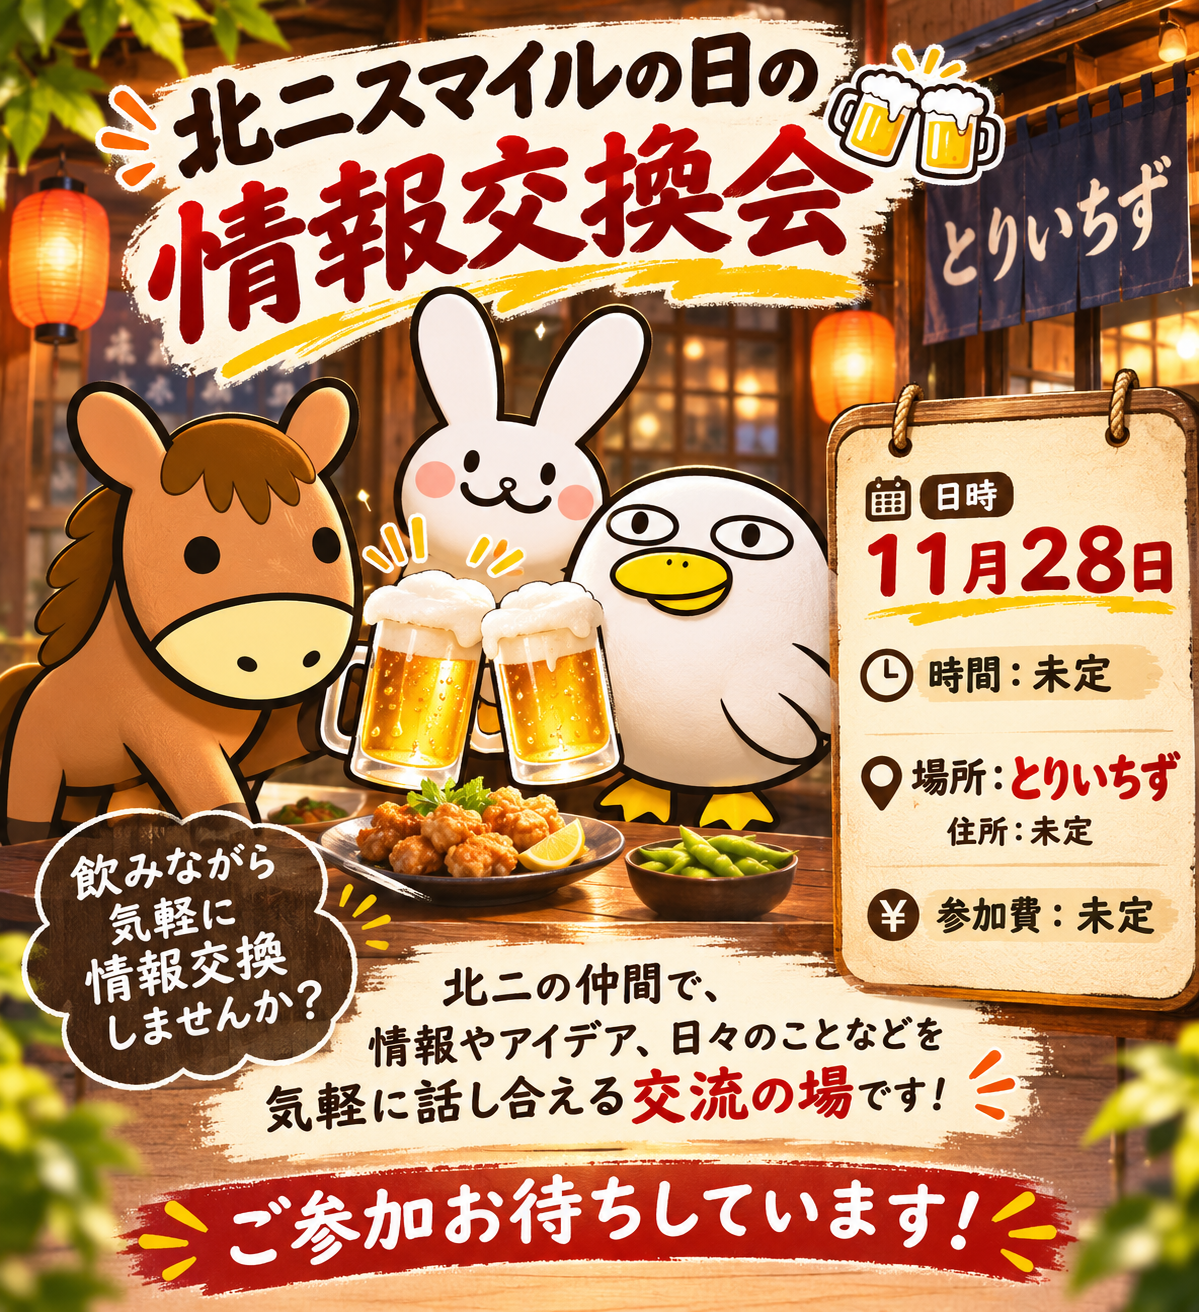 北二スマイルの日の
情報交換会
とりいちず
日時
11月28日
時間：未定
場所：とりいちず
住所：未定
¥ 参加費：未定
飲みながら
気軽に
情報交換
しませんか？
北二の仲間で、
情報やアイデア、日々のことなどを
気軽に話し合える交流の場です！
ご参加お待ちしています！